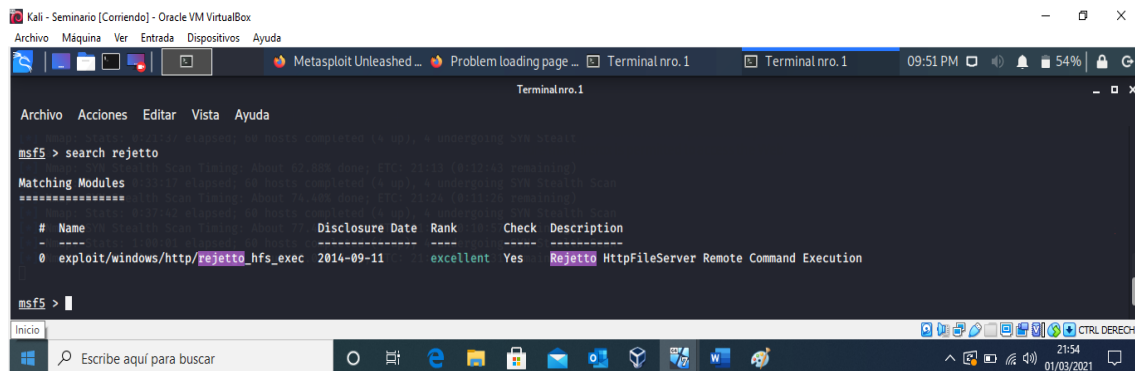 Kali - Seminario [Corriendo] - Oracle VM VirtualBox
Archivo Máquina Ver Entrada Dispositivos Ayuda
Metasploit Unleashed ... Problem loading page ... Terminal nro. 1 Terminal nro. 1 09:51 PM 54%
Terminal nro. 1
Archivo Acciones Editar Vista Ayuda
msf5 > search rejetto
Matching Modules
================
# Name Disclosure Date Rank Check Description
- ---- --------------- ---- ----- -----------
0 exploit/windows/http/rejetto_hfs_exec 2014-09-11 excellent Yes Rejetto HttpFileServer Remote Command Execution
msf5 >
Inicio
CTRL DERECH
Escribe aquí para buscar
21:54
01/03/2021